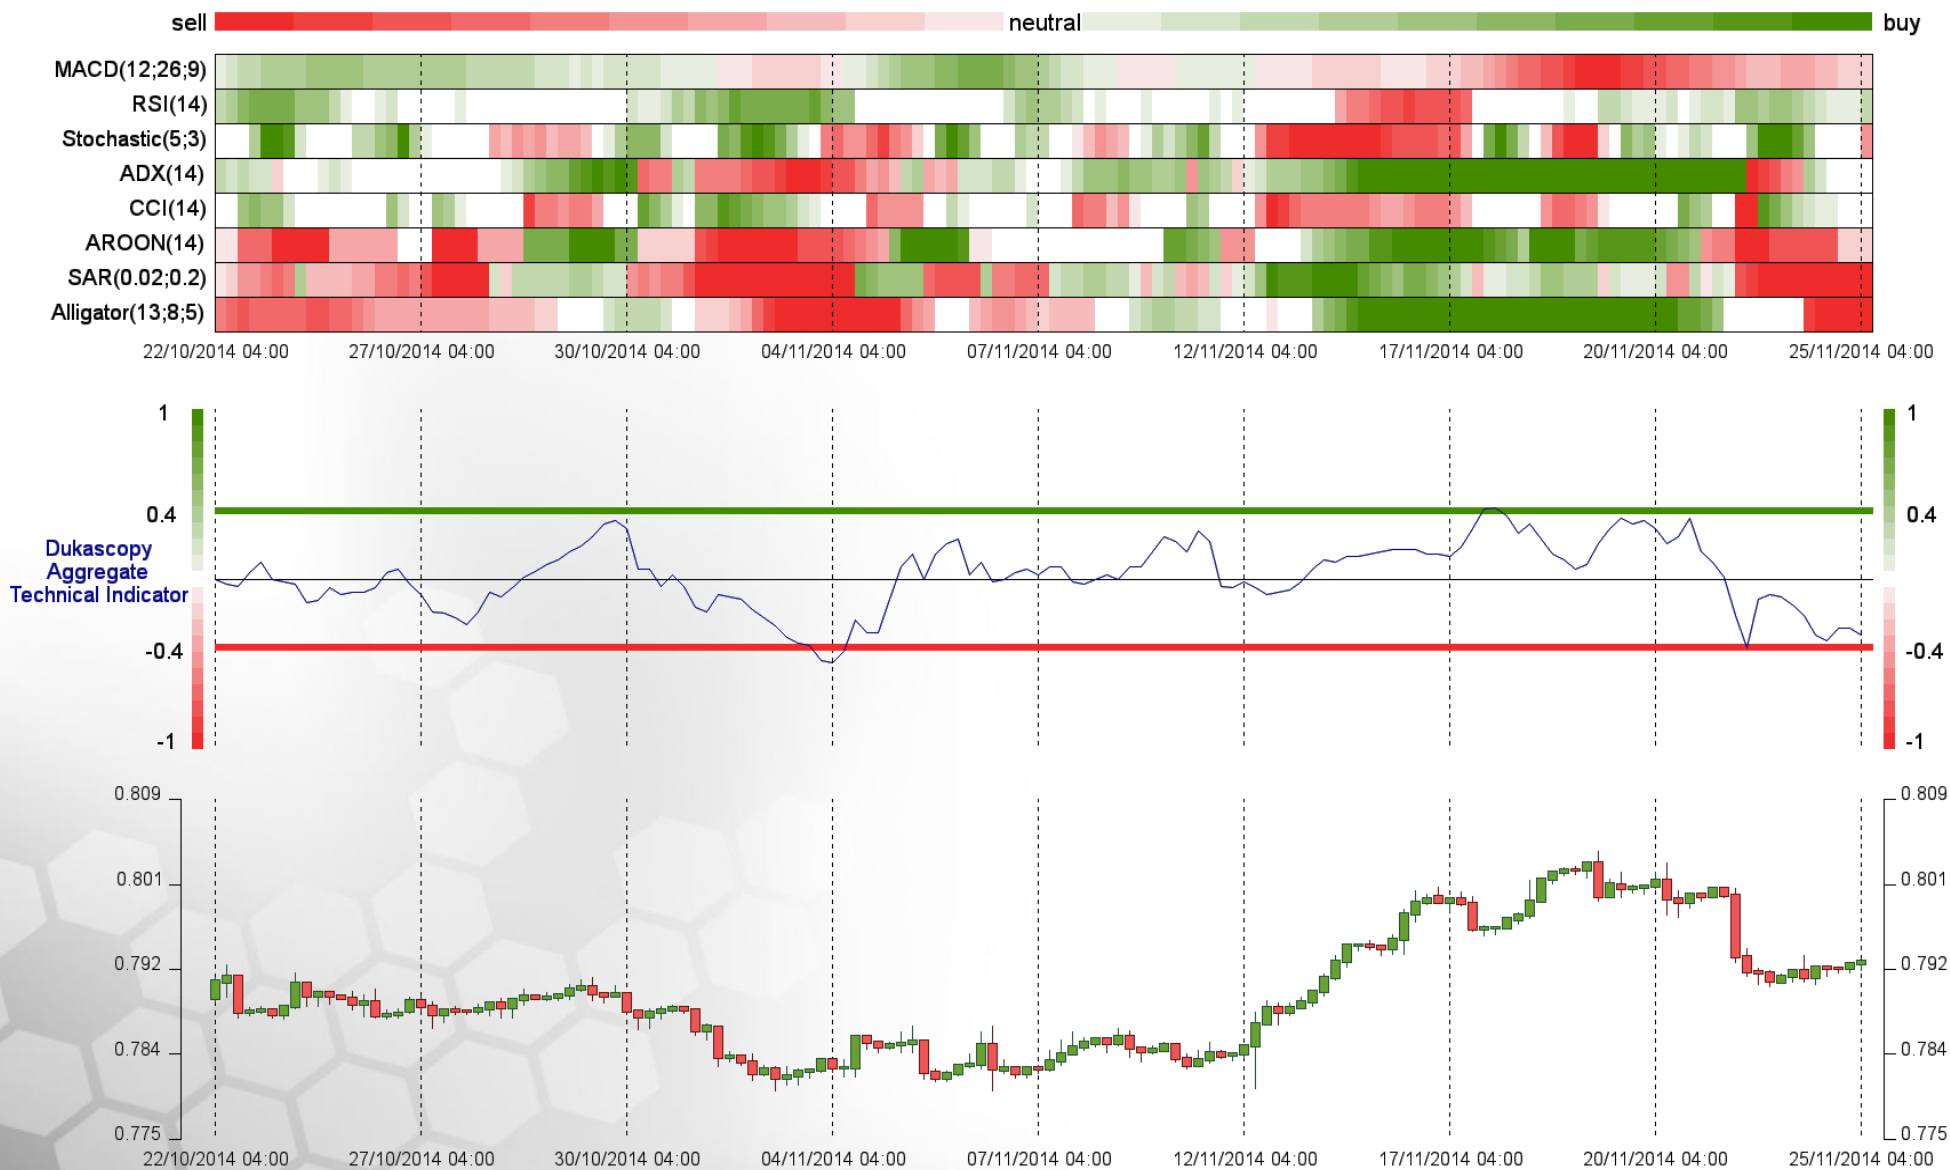 sell neutral buy
MACD(12;26;9)
RSI(14)
Stochastic(5;3)
ADX(14)
CCI(14)
AROON(14)
SAR(0.02;0.2)
Alligator(13;8;5)
22/10/2014 04:00 27/10/2014 04:00 30/10/2014 04:00 04/11/2014 04:00 07/11/2014 04:00 12/11/2014 04:00 17/11/2014 04:00 20/11/2014 04:00 25/11/2014 04:00
1 1
0.4 0.4
Dukascopy
Aggregate
Technical Indicator
-0.4 -0.4
-1 -1
0.809 0.809
0.801 0.801
0.792 0.792
0.784 0.784
0.775 0.775
22/10/2014 04:00 27/10/2014 04:00 30/10/2014 04:00 04/11/2014 04:00 07/11/2014 04:00 12/11/2014 04:00 17/11/2014 04:00 20/11/2014 04:00 25/11/2014 04:00